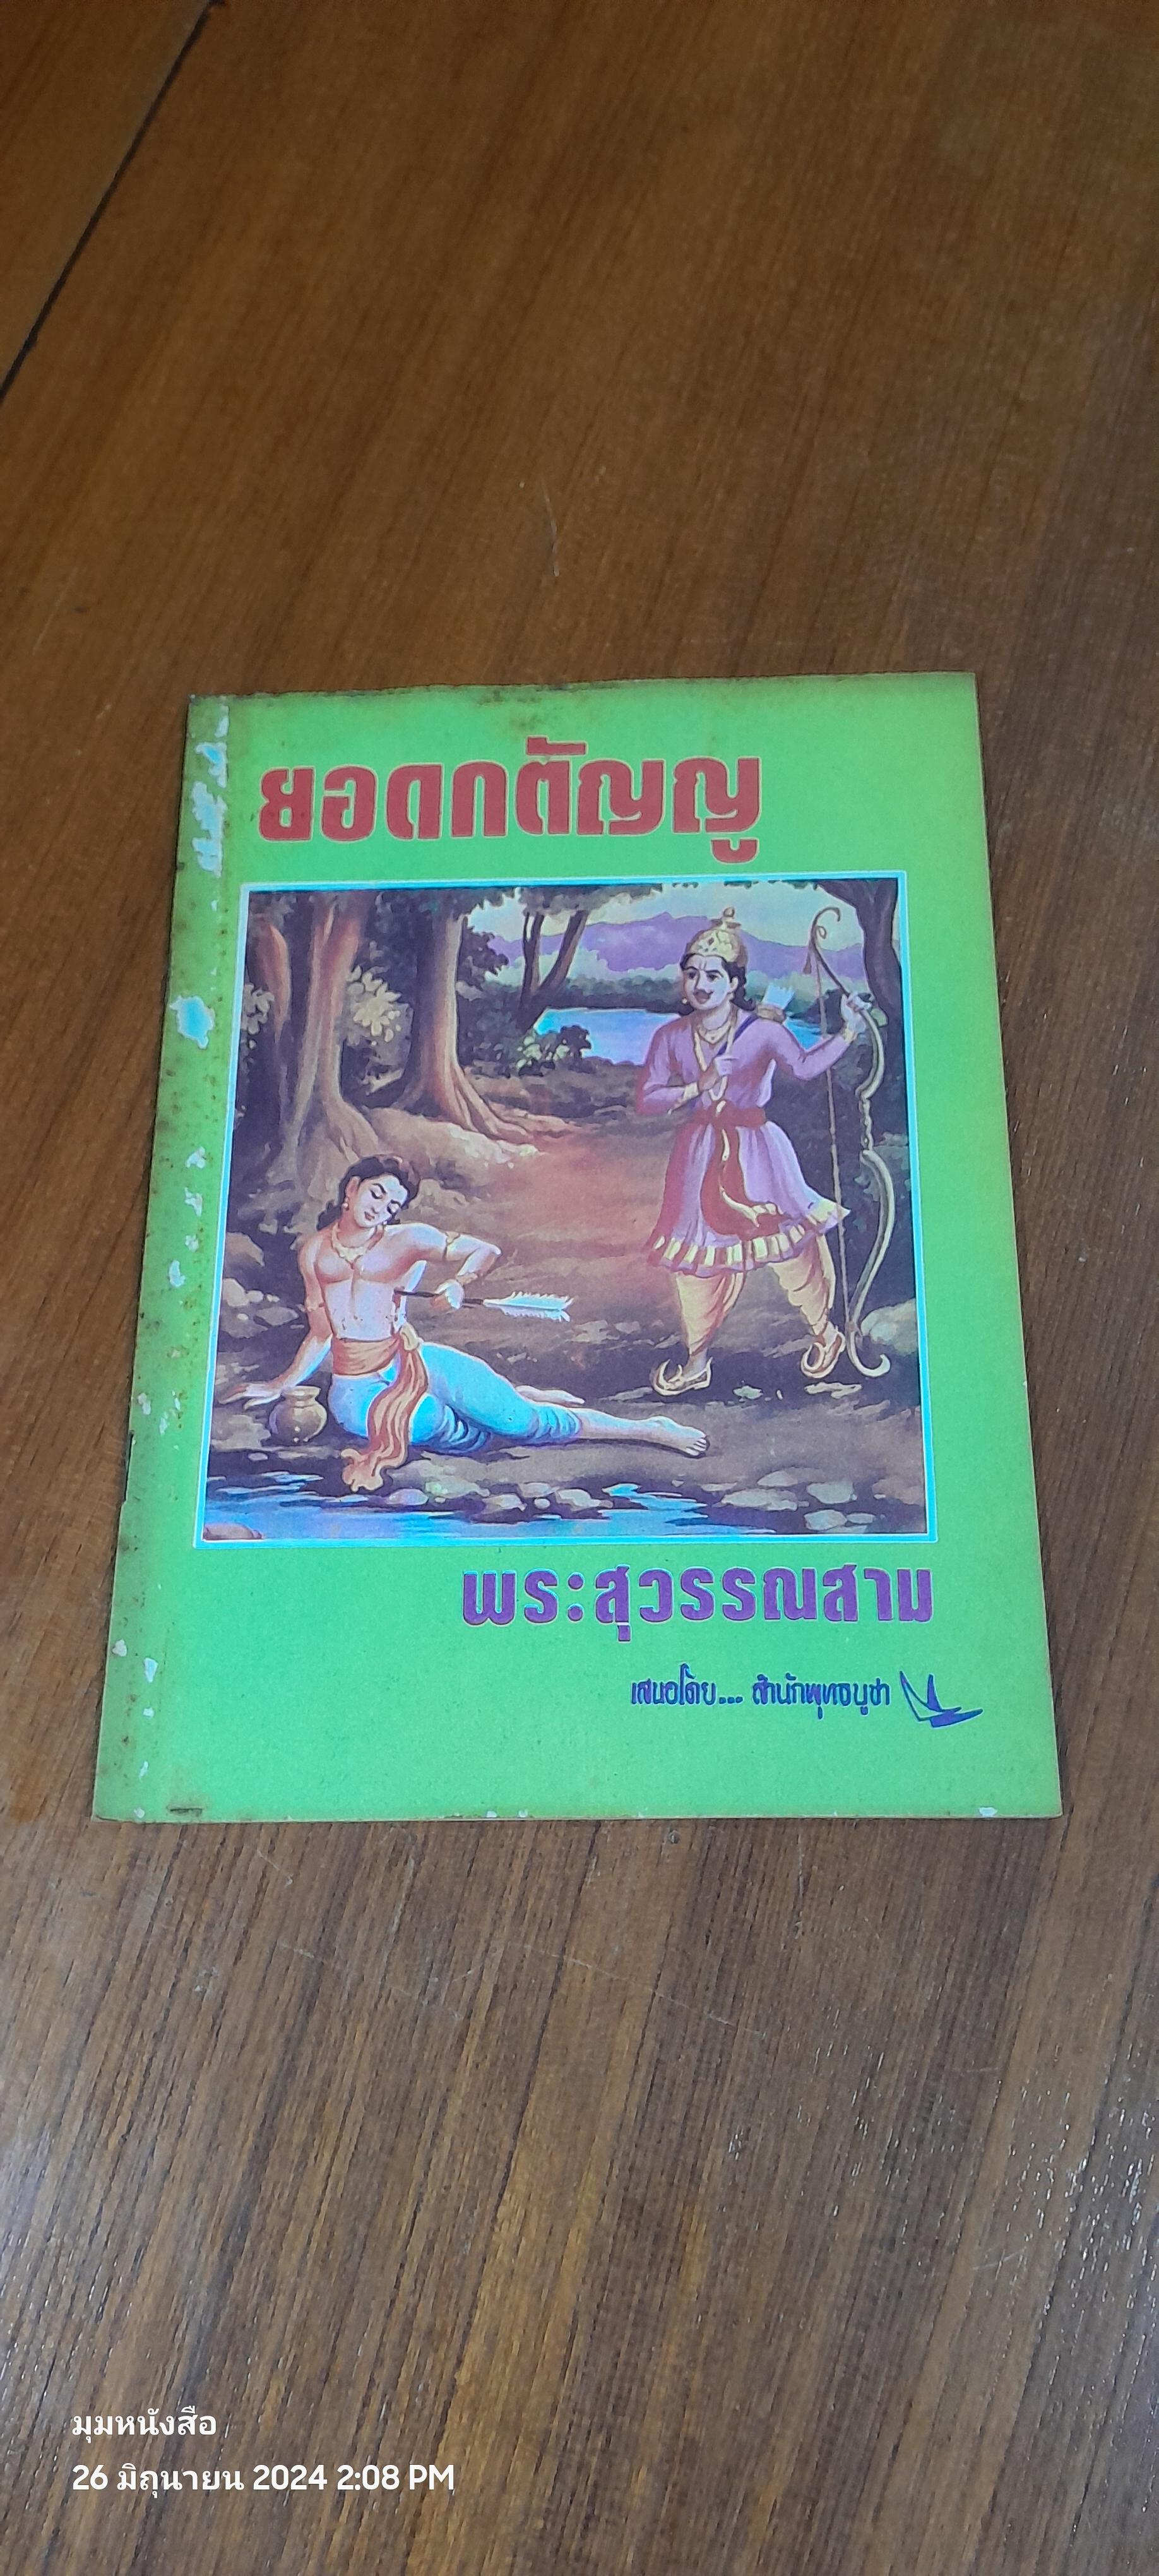 ยอดกตัญญู
พระสุวรรณสาม
เสนอโดย... สำนักพุทธบูชา
มุมหนังสือ
26 มิถุนายน 2024 2:08 PM